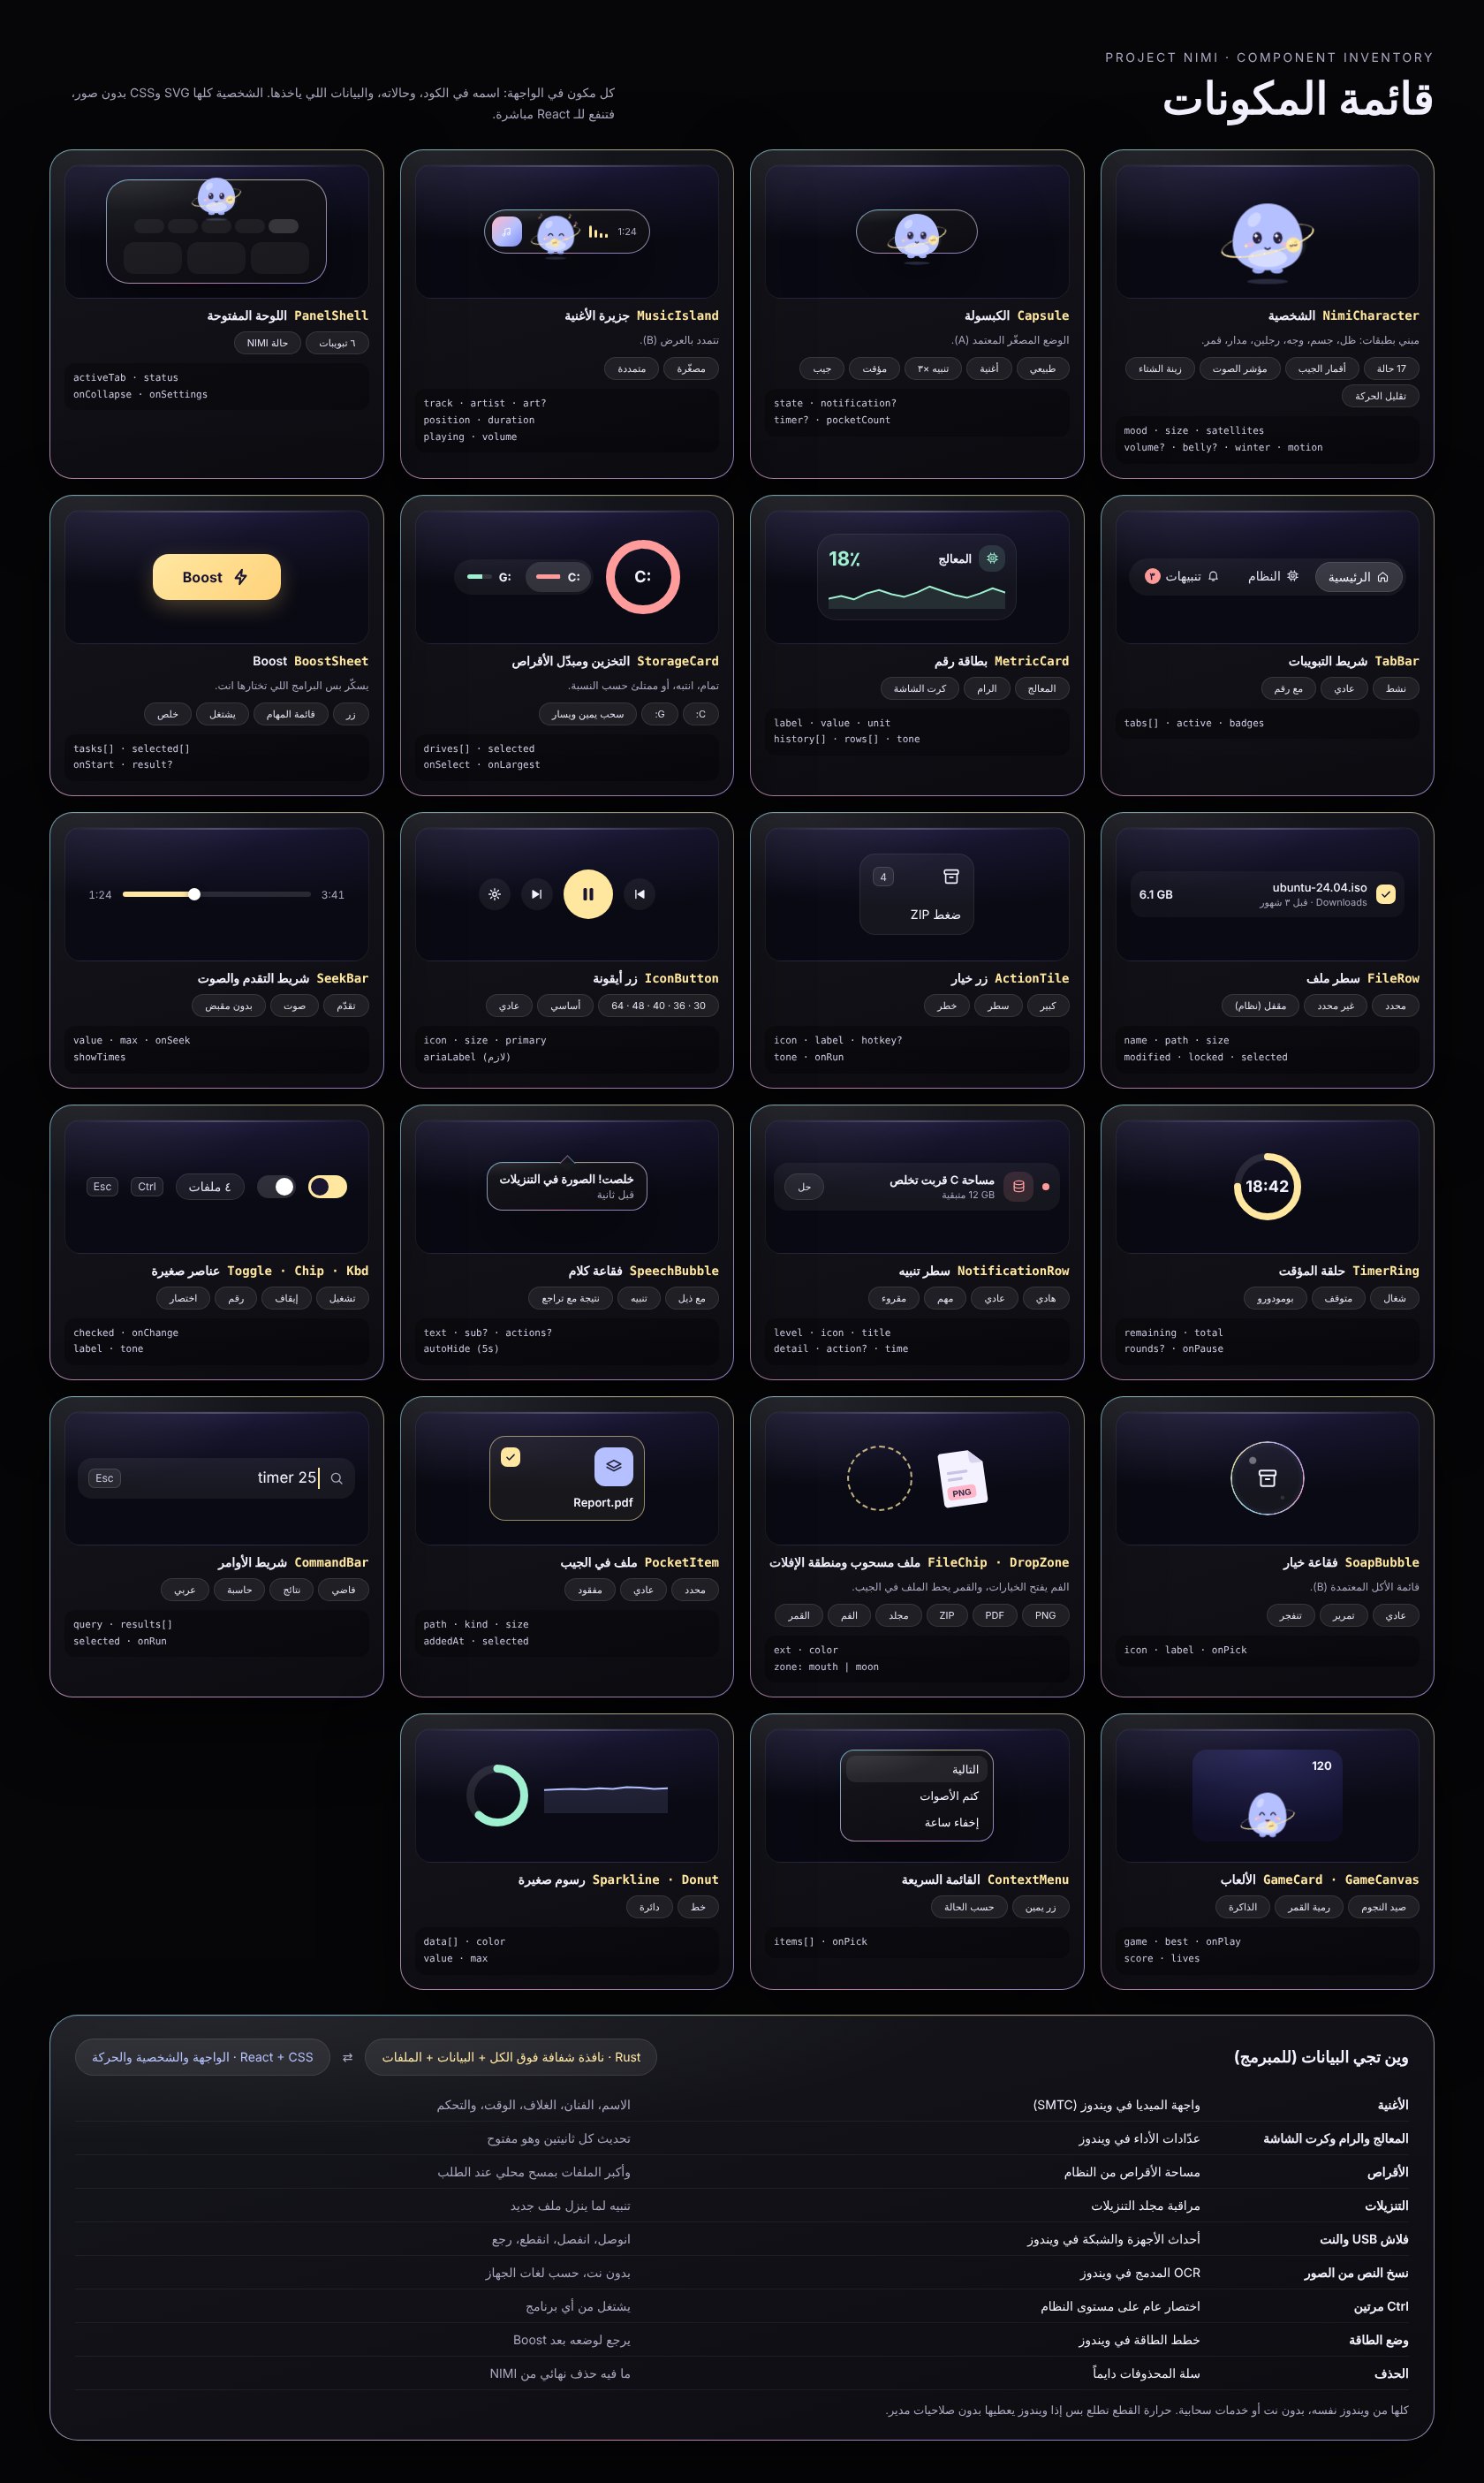 PROJECT NIMI · COMPONENT INVENTORY
قائمة المكونات
كل مكون في الواجهة: اسمه في الكود، وحالاته، والبيانات اللي ياخذها. الشخصية كلها SVG وCSS بدون صور،
فتنفع للـ React مباشرة.
NimiCharacter الشخصية
مبني بطبقات: ظل، جسم، وجه، رجلين، مدار، قمر.
17 حالة
أقمار الجيب
مؤشر الصوت
زينة الشتاء
تقليل الحركة
mood · size · satellites
volume? · belly? · winter · motion
Capsule الكبسولة
الوضع المصغّر المعتمد (A).
طبيعي
أغنية
تنبيه ×٣
مؤقت
جيب
state · notification?
timer? · pocketCount
1:24
MusicIsland جزيرة الأغنية
تتمدد بالعرض (B).
مصغّرة
متمددة
track · artist · art?
position · duration
playing · volume
PanelShell اللوحة المفتوحة
٦ تبويبات
حالة NIMI
activeTab · status
onCollapse · onSettings
الرئيسية
النظام
تنبيهات ٣
TabBar شريط التبويبات
نشط
عادي
مع رقم
tabs[] · active · badges
المعالج
18٪
MetricCard بطاقة رقم
المعالج
الرام
كرت الشاشة
label · value · unit
history[] · rows[] · tone
C:
C:
G:
StorageCard التخزين ومبدّل الأقراص
تمام، انتبه، أو ممتلئ حسب النسبة.
C:
G:
سحب يمين ويسار
drives[] · selected
onSelect · onLargest
Boost
BoostSheet Boost
يسكّر بس البرامج اللي تختارها انت.
زر
قائمة المهام
يشتغل
خلص
tasks[] · selected[]
onStart · result?
ubuntu-24.04.iso
Downloads · قبل ٣ شهور
6.1 GB
FileRow سطر ملف
محدد
غير محدد
مقفل (نظام)
name · path · size
modified · locked · selected
4
ضغط ZIP
ActionTile زر خيار
كبير
سطر
خطر
icon · label · hotkey?
tone · onRun
IconButton زر أيقونة
64 · 48 · 40 · 36 · 30
أساسي
عادي
icon · size · primary
ariaLabel (لازم)
3:41
1:24
SeekBar شريط التقدم والصوت
تقدّم
صوت
بدون مقبض
value · max · onSeek
showTimes
18:42
TimerRing حلقة المؤقت
شغال
متوقف
بومودورو
remaining · total
rounds? · onPause
مساحة C قربت تخلص
12 GB متبقية
حل
NotificationRow سطر تنبيه
هادي
عادي
مهم
مقروء
level · icon · title
detail · action? · time
خلصت! الصورة في التنزيلات
قبل ثانية
SpeechBubble فقاعة كلام
مع ذيل
تنبيه
نتيجة مع تراجع
text · sub? · actions?
autoHide (5s)
٤ ملفات
Ctrl
Esc
Toggle · Chip · Kbd عناصر صغيرة
تشغيل
إيقاف
رقم
اختصار
checked · onChange
label · tone
SoapBubble فقاعة خيار
قائمة الأكل المعتمدة (B).
عادي
تمرير
تنفجر
icon · label · onPick
PNG
FileChip · DropZone ملف مسحوب ومنطقة الإفلات
الفم يفتح الخيارات، والقمر يحط الملف في الجيب.
PNG
PDF
ZIP
مجلد
الفم
القمر
ext · color
zone: mouth | moon
Report.pdf
PocketItem ملف في الجيب
محدد
عادي
مفقود
path · kind · size
addedAt · selected
timer 25
Esc
CommandBar شريط الأوامر
فاضي
نتائج
حاسبة
عربي
query · results[]
selected · onRun
120
GameCard · GameCanvas الألعاب
صيد النجوم
رمية القمر
الذاكرة
game · best · onPlay
score · lives
التالية
كتم الأصوات
إخفاء ساعة
ContextMenu القائمة السريعة
زر يمين
حسب الحالة
items[] · onPick
Sparkline · Donut رسوم صغيرة
خط
دائرة
data[] · color
value · max
وين تجي البيانات (للمبرمج)
Rust · نافذة شفافة فوق الكل + البيانات + الملفات
⇄
React + CSS · الواجهة والشخصية والحركة
الأغنية واجهة الميديا في ويندوز (SMTC) الاسم، الفنان، الغلاف، الوقت، والتحكم
المعالج والرام وكرت الشاشة عدّادات الأداء في ويندوز تحديث كل ثانيتين وهو مفتوح
الأقراص مساحة الأقراص من النظام وأكبر الملفات بمسح محلي عند الطلب
التنزيلات مراقبة مجلد التنزيلات تنبيه لما ينزل ملف جديد
فلاش USB والنت أحداث الأجهزة والشبكة في ويندوز انوصل، انفصل، انقطع، رجع
نسخ النص من الصور OCR المدمج في ويندوز بدون نت، حسب لغات الجهاز
Ctrl مرتين اختصار عام على مستوى النظام يشتغل من أي برنامج
وضع الطاقة خطط الطاقة في ويندوز يرجع لوضعه بعد Boost
الحذف سلة المحذوفات دايماً ما فيه حذف نهائي من NIMI
كلها من ويندوز نفسه، بدون نت أو خدمات سحابية. حرارة القطع تطلع بس إذا ويندوز يعطيها بدون صلاحيات مدير.